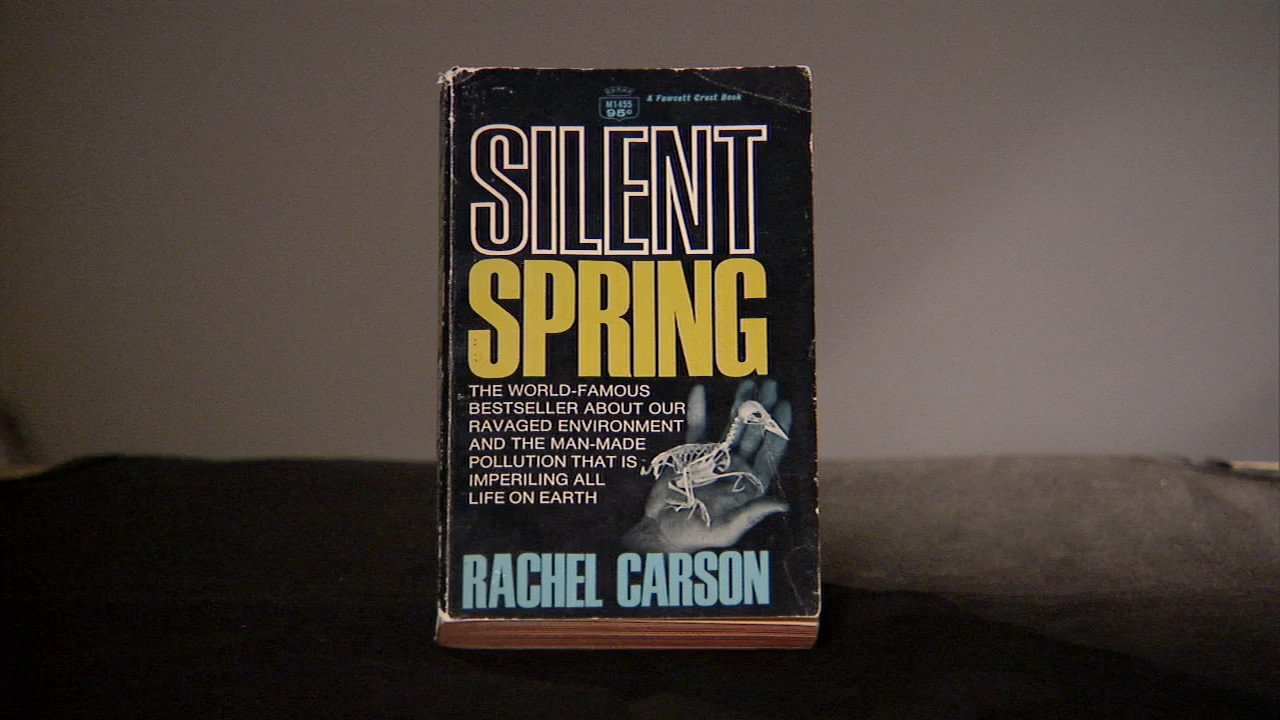 M1455
95¢
A Fawcett Crest Book
SILENT
SPRING
THE WORLD-FAMOUS
BESTSELLER ABOUT OUR
RAVAGED ENVIRONMENT
AND THE MAN-MADE
POLLUTION THAT IS
IMPERILING ALL
LIFE ON EARTH
RACHEL CARSON